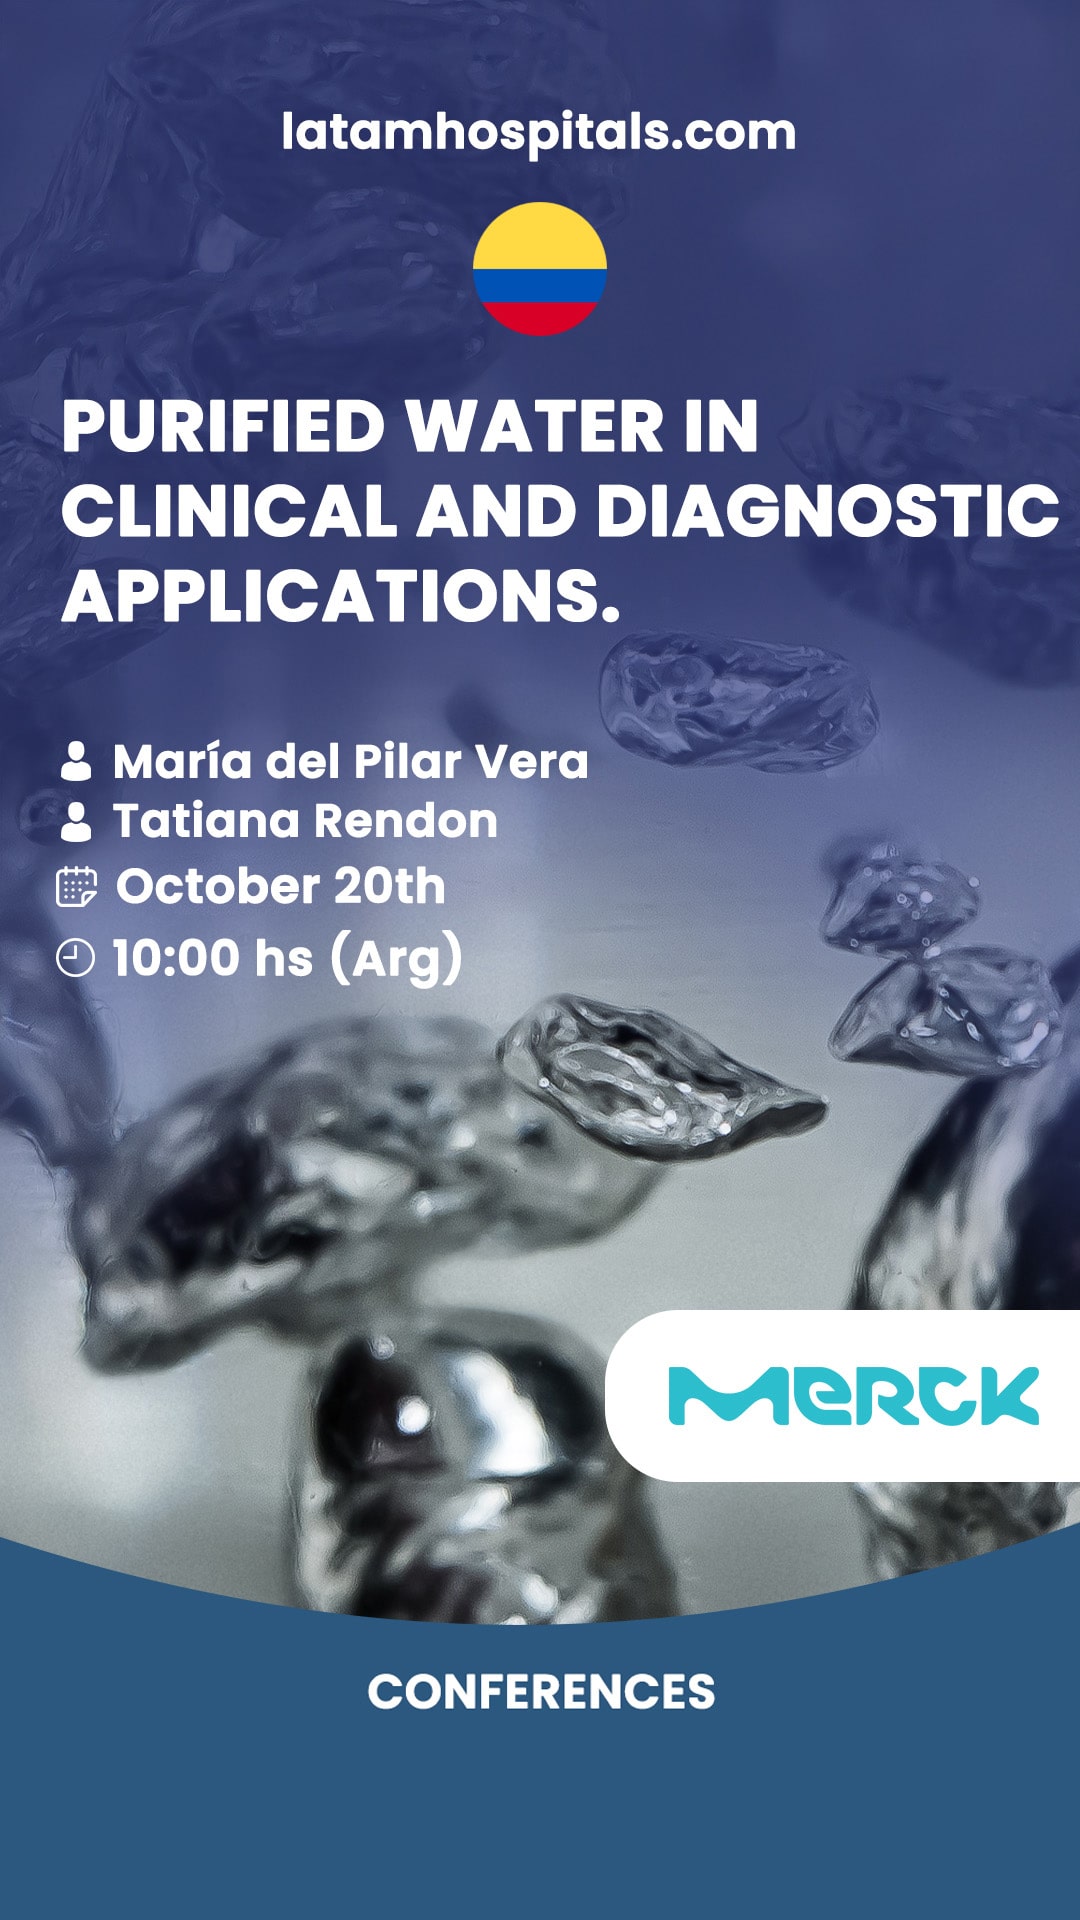 latamhospitals.com
PURIFIED WATER IN
CLINICAL AND DIAGNOSTIC
APPLICATIONS.
María del Pilar Vera
Tatiana Rendon
October 20th
10:00 hs (Arg)
MERCK
CONFERENCES